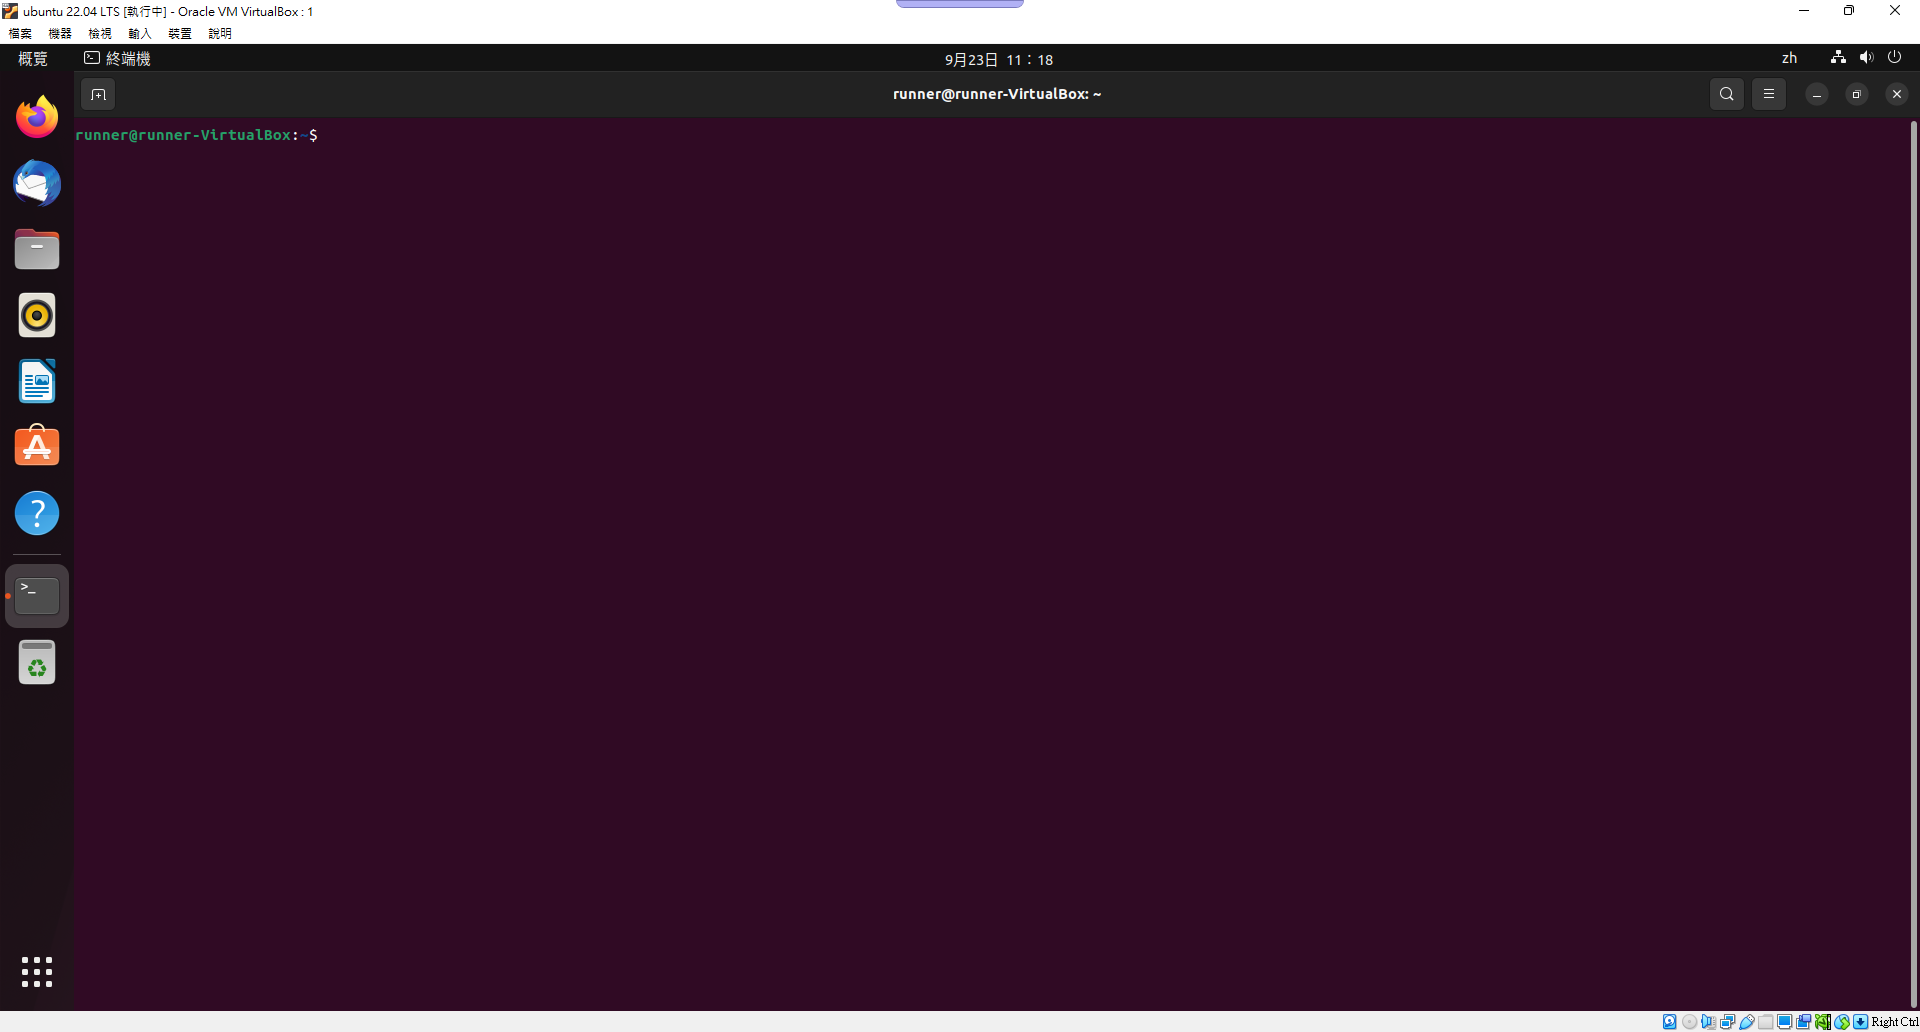 ubuntu 22.04 LTS [執行中] - Oracle VM VirtualBox : 1
檔案 機器 檢視 輸入 裝置 說明
概覽 終端機 9月23日 11：18 zh
runner@runner-VirtualBox: ~
runner@runner-VirtualBox:~$
Right Ctrl